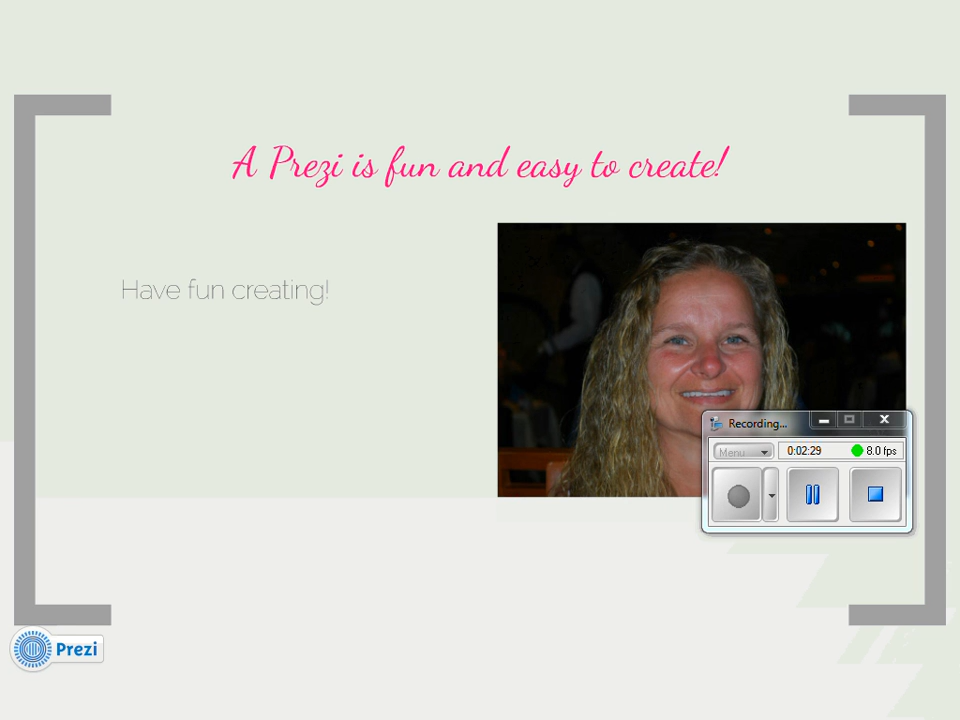 A Prezi is fun and easy to create!
Have fun creating!
Recording...
Menu
0:02:29
8.0 fps
Prezi